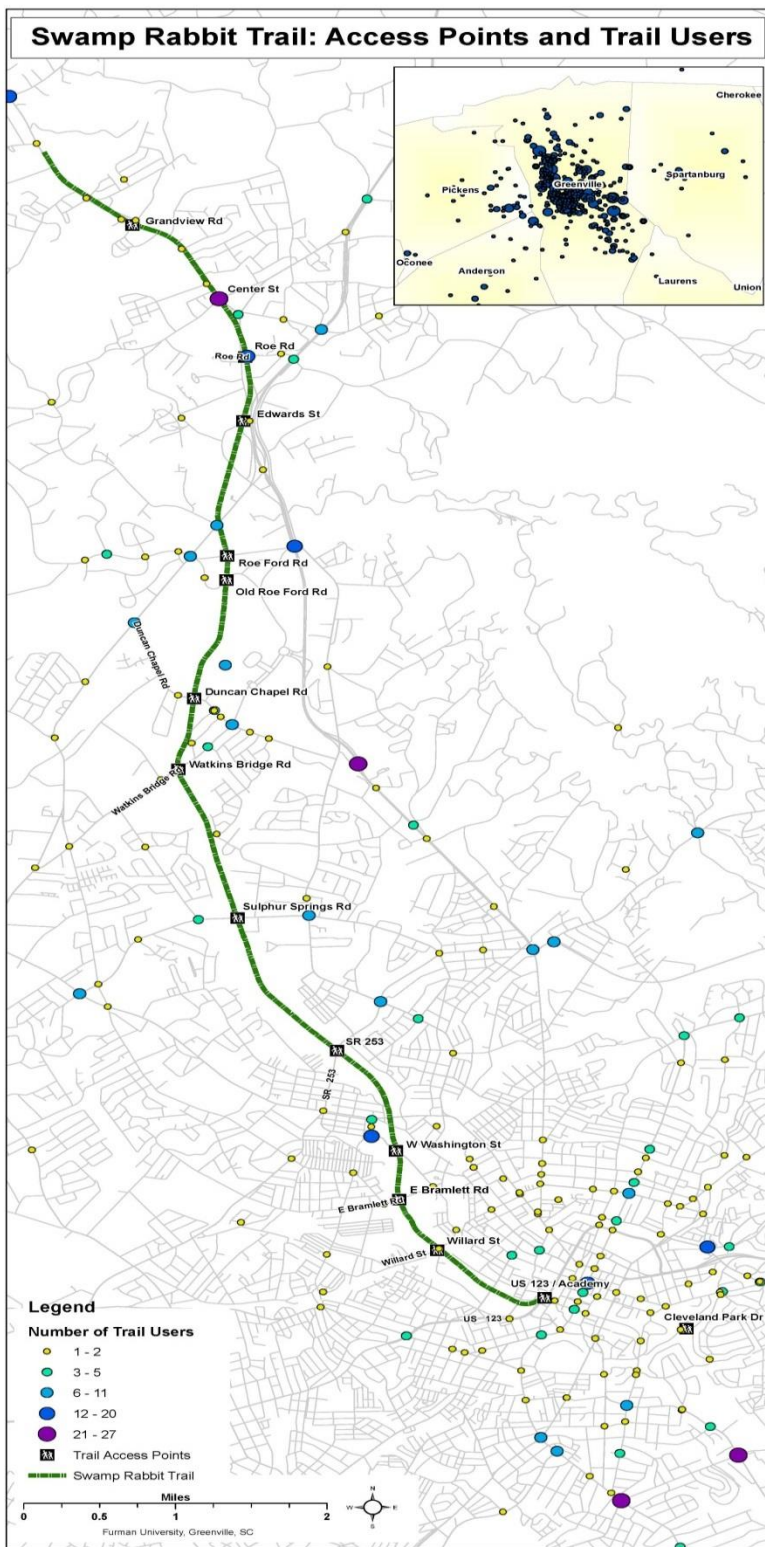 Swamp Rabbit Trail: Access Points and Trail Users
Cherokee
Greenville
Spartanburg
Pickens
Oconee
Anderson
Laurens
Union
Grandview Rd
Center St
Roe Rd
Roe Rd
Edwards St
Roe Ford Rd
Old Roe Ford Rd
Duncan Chapel Rd
Duncan Chapel Rd
Watkins Bridge Rd
Watkins Bridge Rd
Sulphur Springs Rd
SR 253
SR 253
W Washington St
E Bramlett Rd
E Bramlett Rd
Willard St
Willard St
US 123 / Academy
US 123
Cleveland Park Dr
Legend
Number of Trail Users
1 - 2
3 - 5
6 - 11
12 - 20
21 - 27
Trail Access Points
Swamp Rabbit Trail
Miles
0 0.5 1 2
N
W E
S
Furman University, Greenville, SC